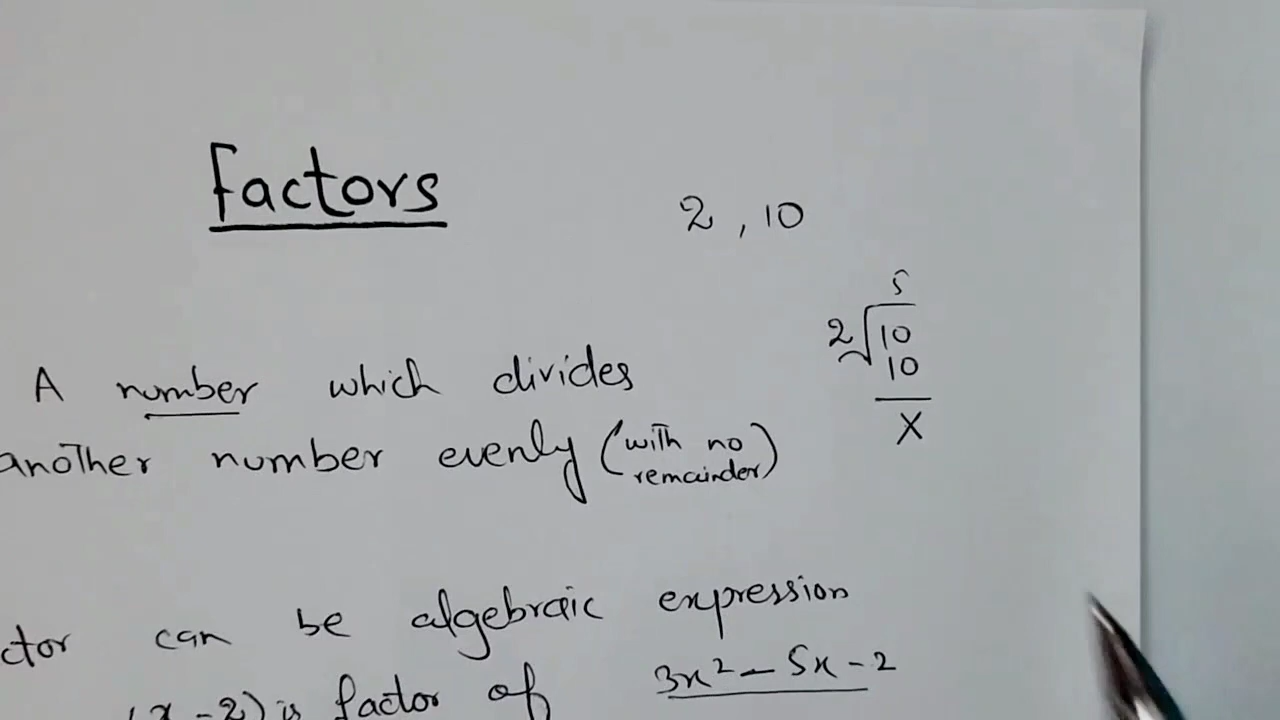 Factors
2 , 10
5
2 10
10
X
A number which divides
another number evenly (with no
remainder)
can be algebraic expression
(x - 2) is factor of 3x² - 5x - 2